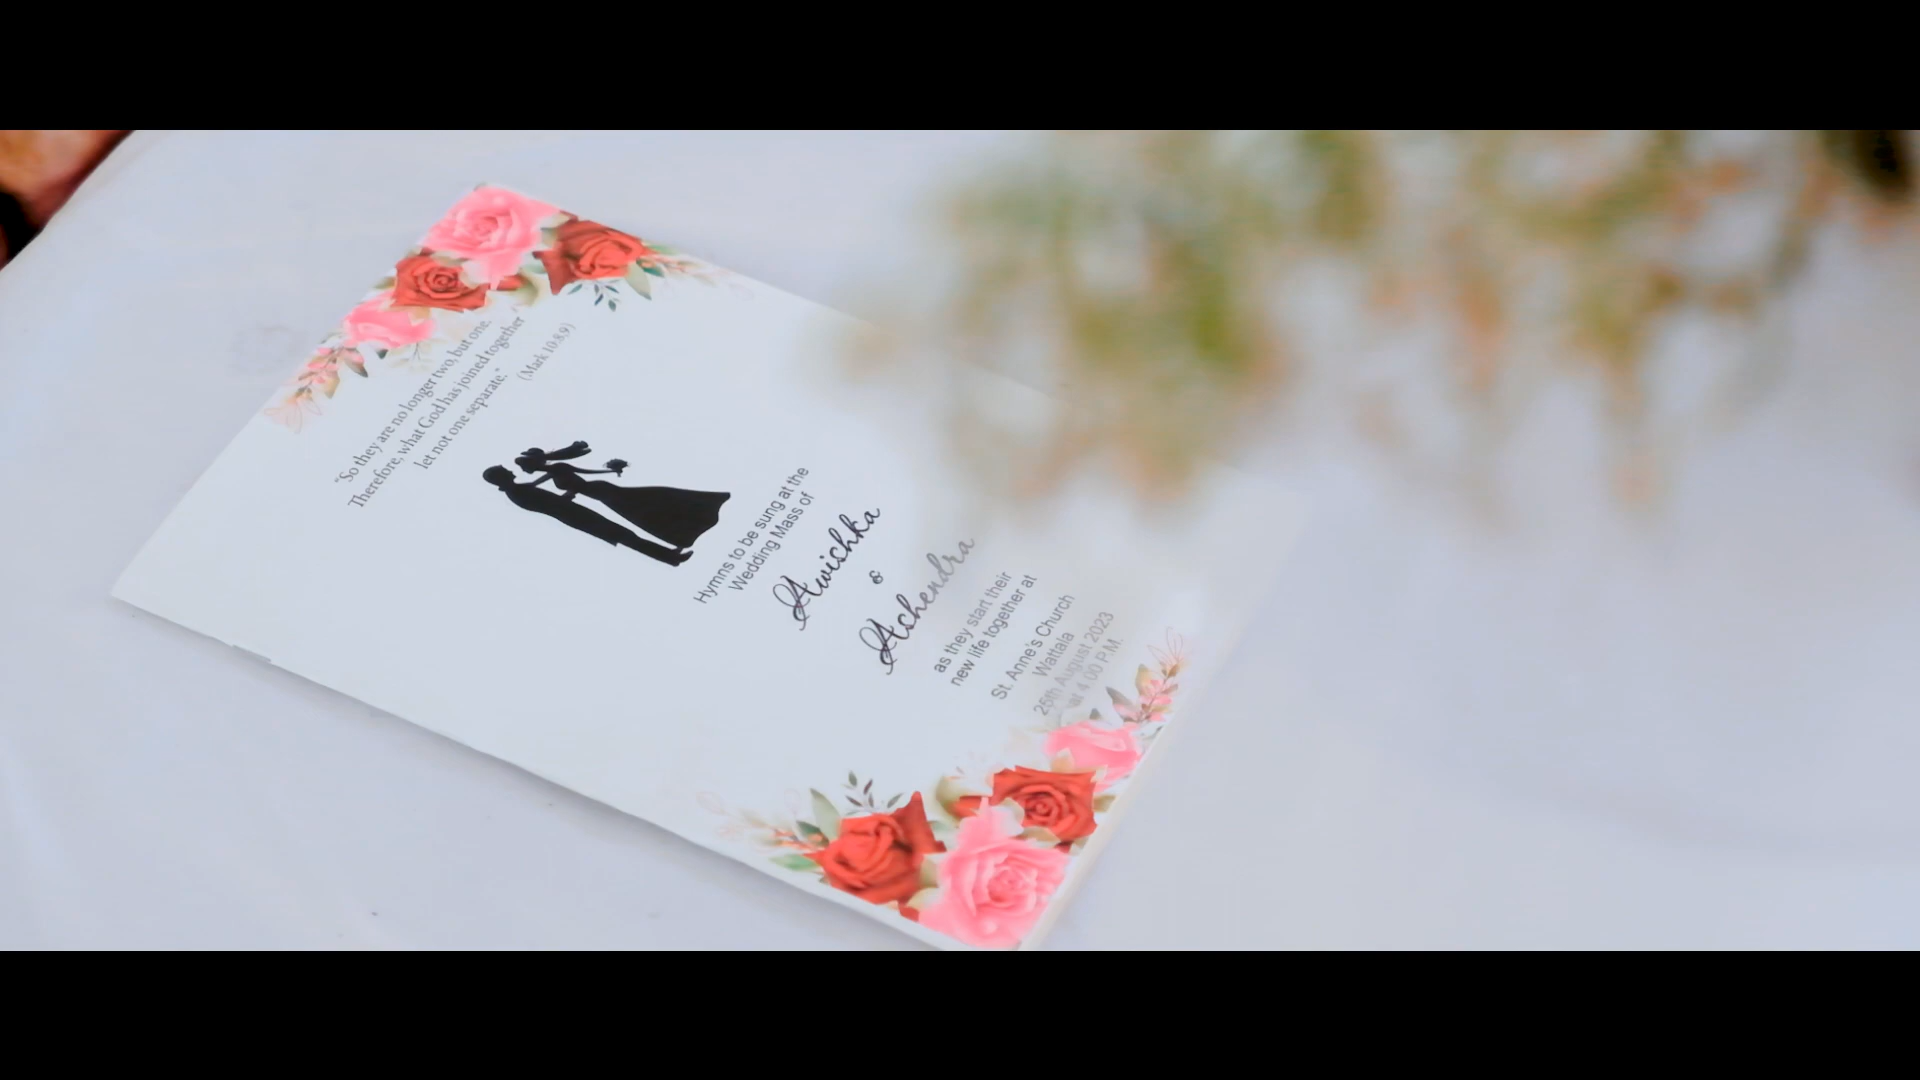 "So they are no longer two, but one.
Therefore, what God has joined together
let not one separate."
(Mark 10:8,9)
Hymns to be sung at the
Wedding Mass of
Awishka
&
Achendra
as they start their
new life together at
St. Anne's Church
Wattala
25th August 2023
at 4.00 P.M.